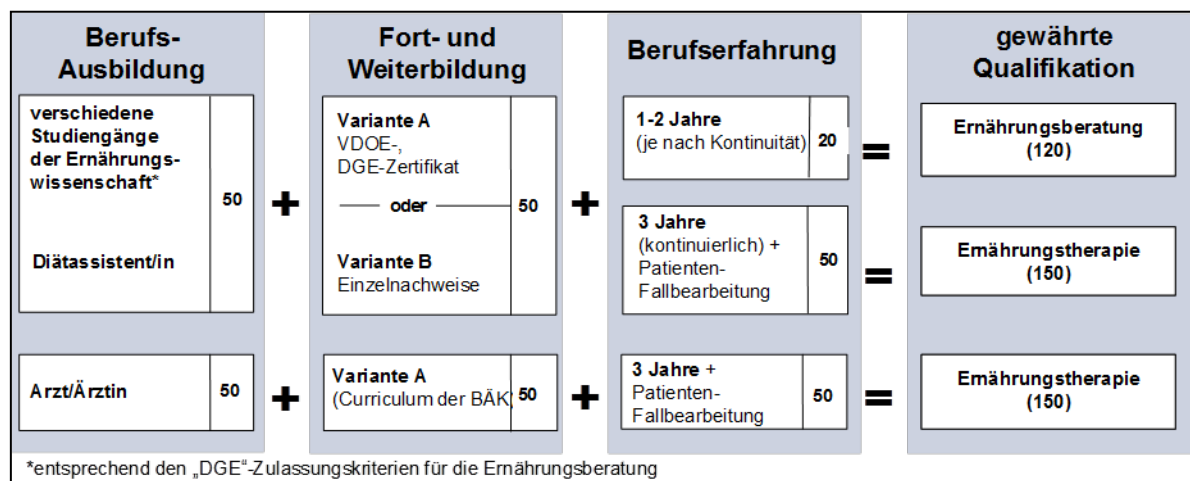 Berufs-
Ausbildung
verschiedene
Studiengänge
der Ernährungs-
wissenschaft*
50
Diätassistent/in
Arzt/Ärztin
50
+
+
Fort- und
Weiterbildung
Variante A
VDOE-,
DGE-Zertifikat
oder
50
Variante B
Einzelnachweise
Variante A
(Curriculum der BÄK)
50
+
+
Berufserfahrung
1-2 Jahre
(je nach Kontinuität)
20
3 Jahre
(kontinuierlich) +
Patienten-
Fallbearbeitung
50
3 Jahre +
Patienten-
Fallbearbeitung
50
=
=
=
gewährte
Qualifikation
Ernährungsberatung
(120)
Ernährungstherapie
(150)
Ernährungstherapie
(150)
*entsprechend den „DGE“-Zulassungskriterien für die Ernährungsberatung